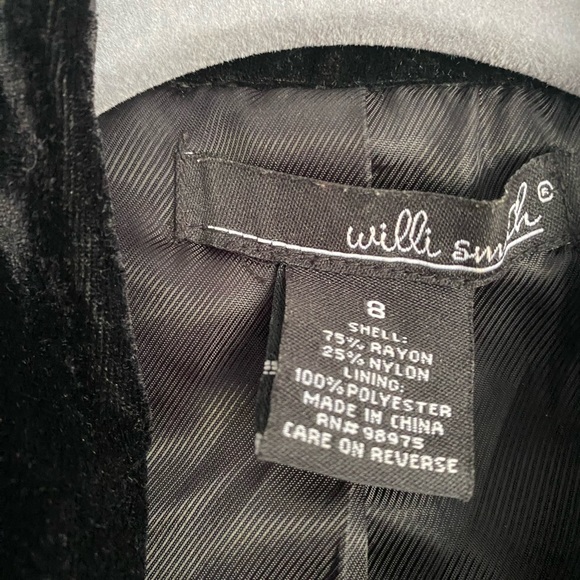 willi smith®
8
SHELL:
75% RAYON
25% NYLON
LINING:
100% POLYESTER
MADE IN CHINA
RN# 98975
CARE ON REVERSE